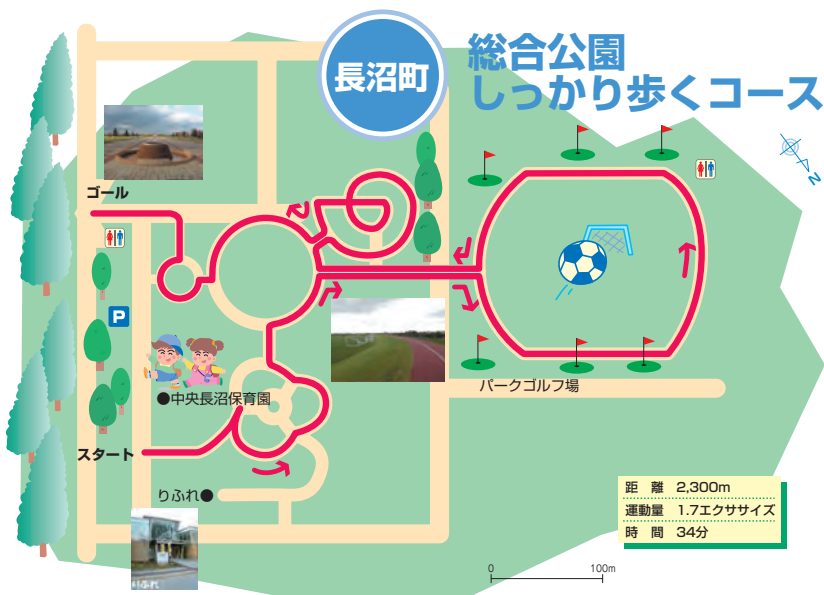 長沼町
総合公園
しっかり歩くコース
N
ゴール
P
●中央長沼保育園
パークゴルフ場
スタート
りふれ●
りふれ
距　離　2,300m
運動量　1.7エクササイズ
時　間　34分
0 100m